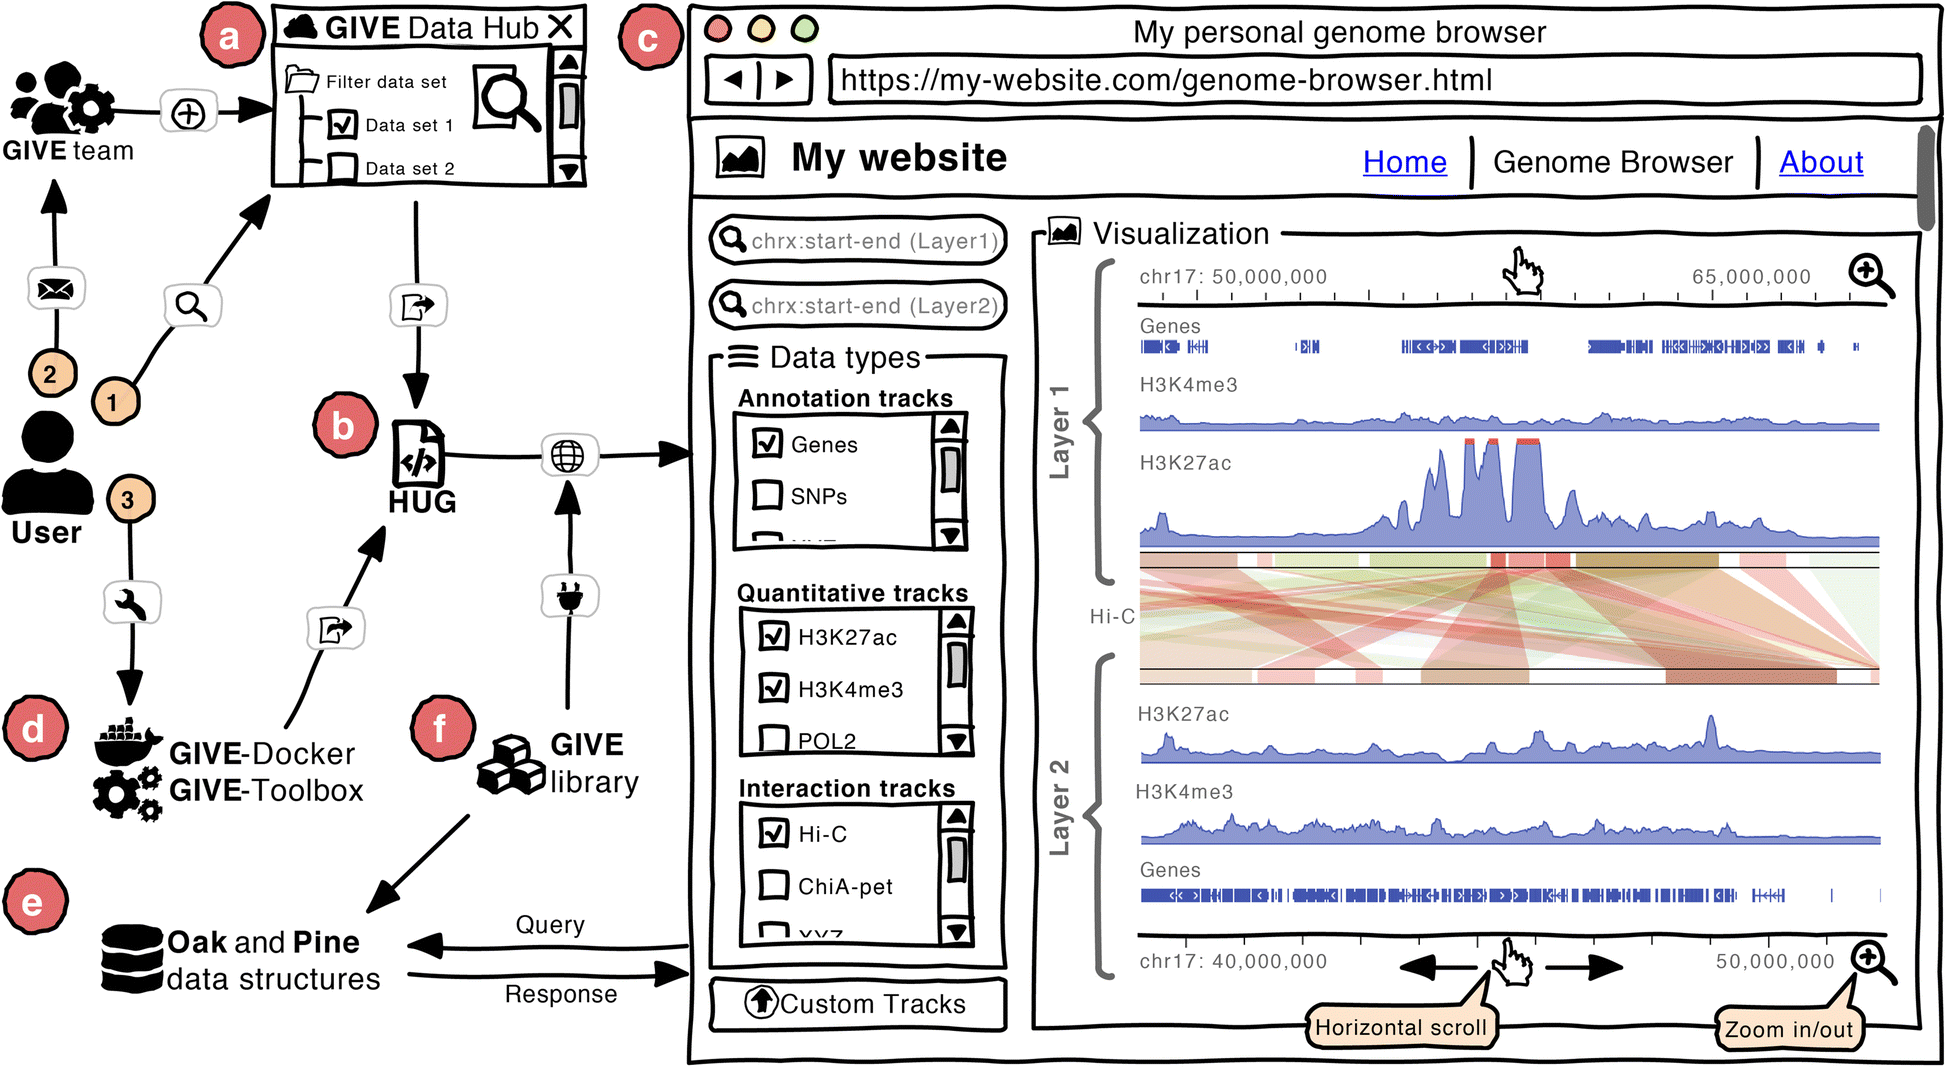 a
GIVE Data Hub
Filter data set
Data set 1
Data set 2
GIVE team
2
1
User
3
b
HUG
d
GIVE-Docker
GIVE-Toolbox
f
GIVE
library
e
Oak and Pine
data structures
Query
Response
c
My personal genome browser
https://my-website.com/genome-browser.html
My website
Home
Genome Browser
About
chrx:start-end (Layer1)
chrx:start-end (Layer2)
Data types
Annotation tracks
Genes
SNPs
Quantitative tracks
H3K27ac
H3K4me3
POL2
Interaction tracks
Hi-C
ChiA-pet
XYZ
Custom Tracks
Visualization
Layer 1
chr17: 50,000,000
65,000,000
Genes
H3K4me3
H3K27ac
Hi-C
Layer 2
H3K27ac
H3K4me3
Genes
chr17: 40,000,000
50,000,000
Horizontal scroll
Zoom in/out